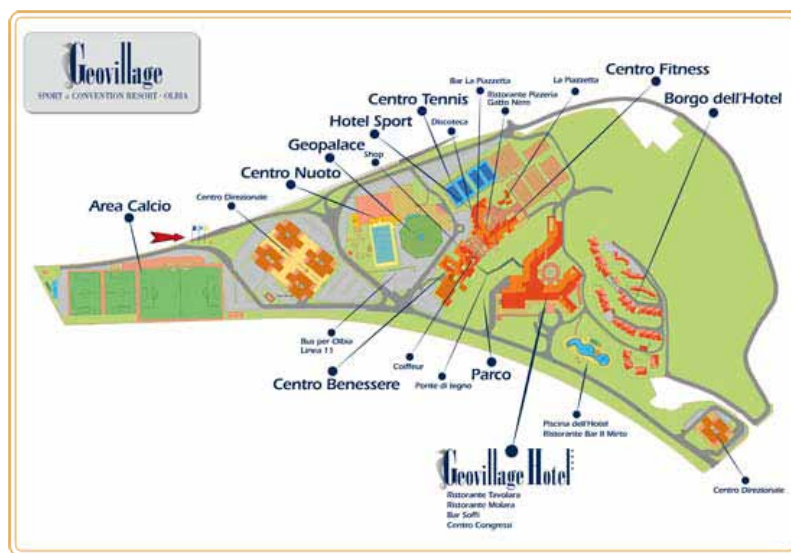 Geovillage
SPORT & CONVENTION RESORT · OLBIA
Bar La Piazzetta
La Piazzetta
Centro Fitness
Ristorante Pizzeria
Gatto Nero
Centro Tennis
Borgo dell'Hotel
Discoteca
Hotel Sport
Geopalace
Shop
Centro Nuoto
Centro Direzionale
Area Calcio
Bus per Olbia
Linea 11
Coiffeur
Centro Benessere
Ponte di legno
Parco
Piscina dell'Hotel
Ristorante Bar Il Mirto
Geovillage Hotel
Ristorante Tavolara
Ristorante Molara
Bar Soffi
Centro Congressi
Centro Direzionale